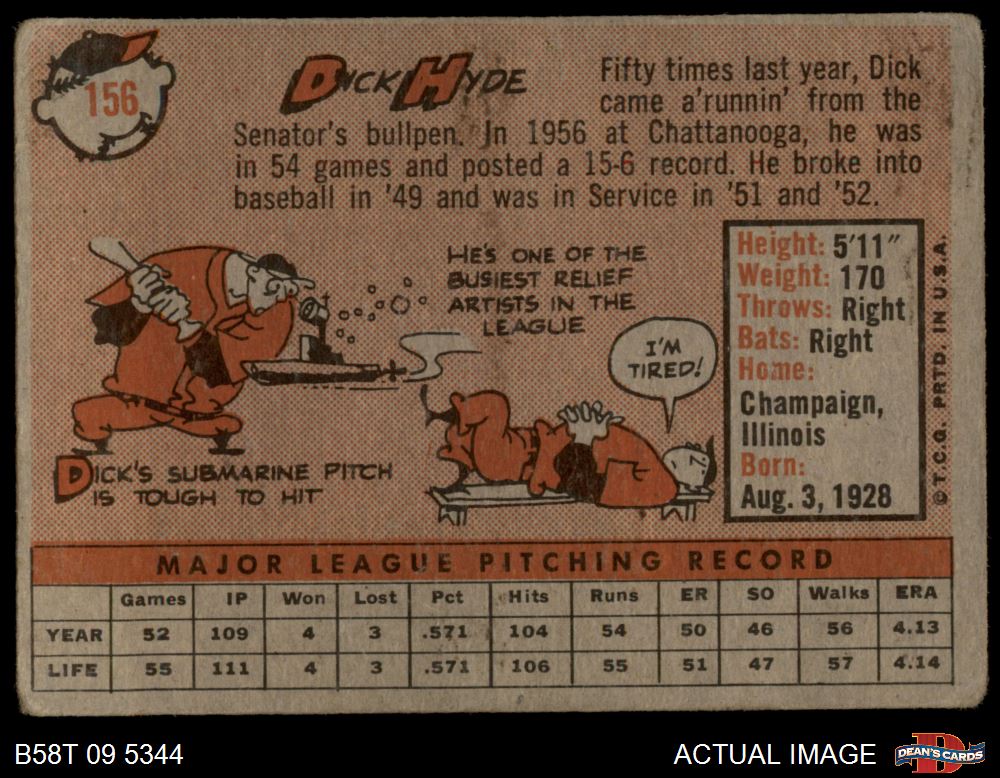 156
DICK HYDE
Fifty times last year, Dick
came a'runnin' from the
Senator's bullpen. In 1956 at Chattanooga, he was
in 54 games and posted a 15-6 record. He broke into
baseball in '49 and was in Service in '51 and '52.
HE'S ONE OF THE
BUSIEST RELIEF
ARTISTS IN THE
LEAGUE
I'M
TIRED!
DICK'S SUBMARINE PITCH
IS TOUGH TO HIT
Height: 5'11"
Weight: 170
Throws: Right
Bats: Right
Home:
Champaign,
Illinois
Born:
Aug. 3, 1928
© T.C.G. PRTD. IN U.S.A.
MAJOR LEAGUE PITCHING RECORD
Games IP Won Lost Pct Hits Runs ER SO Walks ERA
YEAR 52 109 4 3 .571 104 54 50 46 56 4.13
LIFE 55 111 4 3 .571 106 55 51 47 57 4.14
B58T 09 5344
ACTUAL IMAGE
D
DEAN'S CARDS